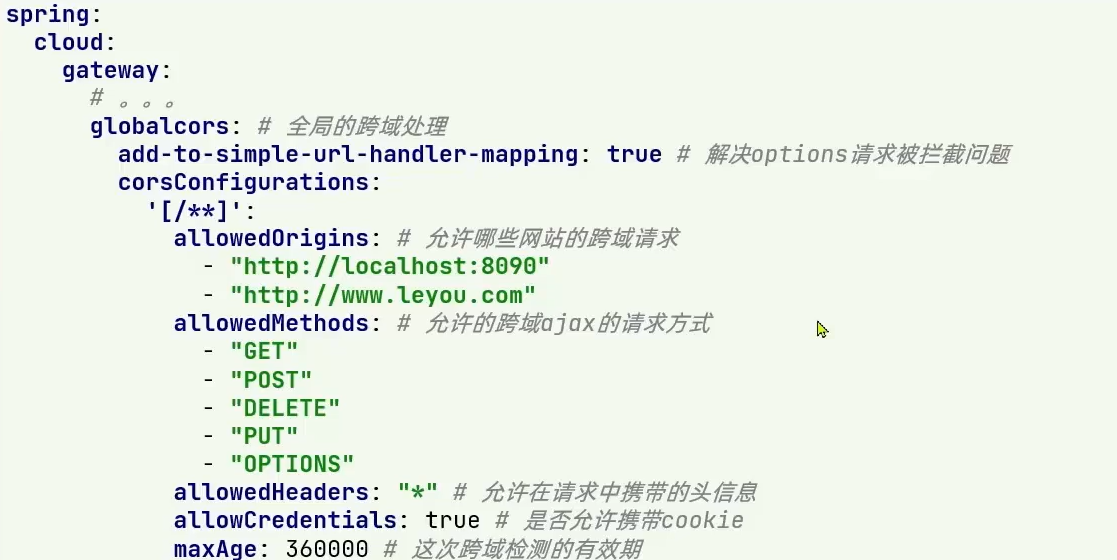 spring:
  cloud:
    gateway:
      # 。。。
      globalcors: # 全局的跨域处理
        add-to-simple-url-handler-mapping: true # 解决options请求被拦截问题
        corsConfigurations:
          '[/**]':
            allowedOrigins: # 允许哪些网站的跨域请求
              - "http://localhost:8090"
              - "http://www.leyou.com"
            allowedMethods: # 允许的跨域ajax的请求方式
              - "GET"
              - "POST"
              - "DELETE"
              - "PUT"
              - "OPTIONS"
            allowedHeaders: "*" # 允许在请求中携带的头信息
            allowCredentials: true # 是否允许携带cookie
            maxAge: 360000 # 这次跨域检测的有效期